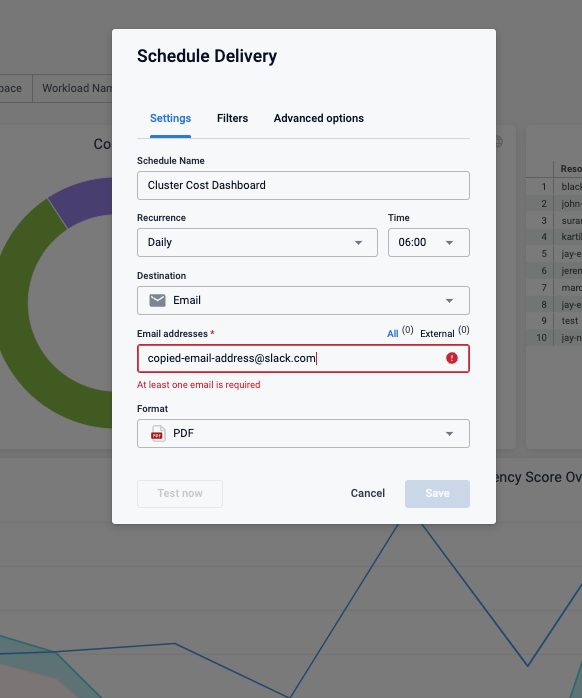 Schedule Delivery
pace
Workload Nam
Settings
Filters
Advanced options
Co
Schedule Name
Cluster Cost Dashboard
Recurrence
Time
Daily
06:00
Destination
Email
Email addresses *
All (0) External (0)
copied-email-address@slack.com
At least one email is required
Format
PDF
Test now
Cancel
Save
Reso
1 black
2 john-
3 sura
4 karti
5 jay-e
6 jeren
7 marc
8 jay-e
9 test
10 jay-n
ency Score Ov